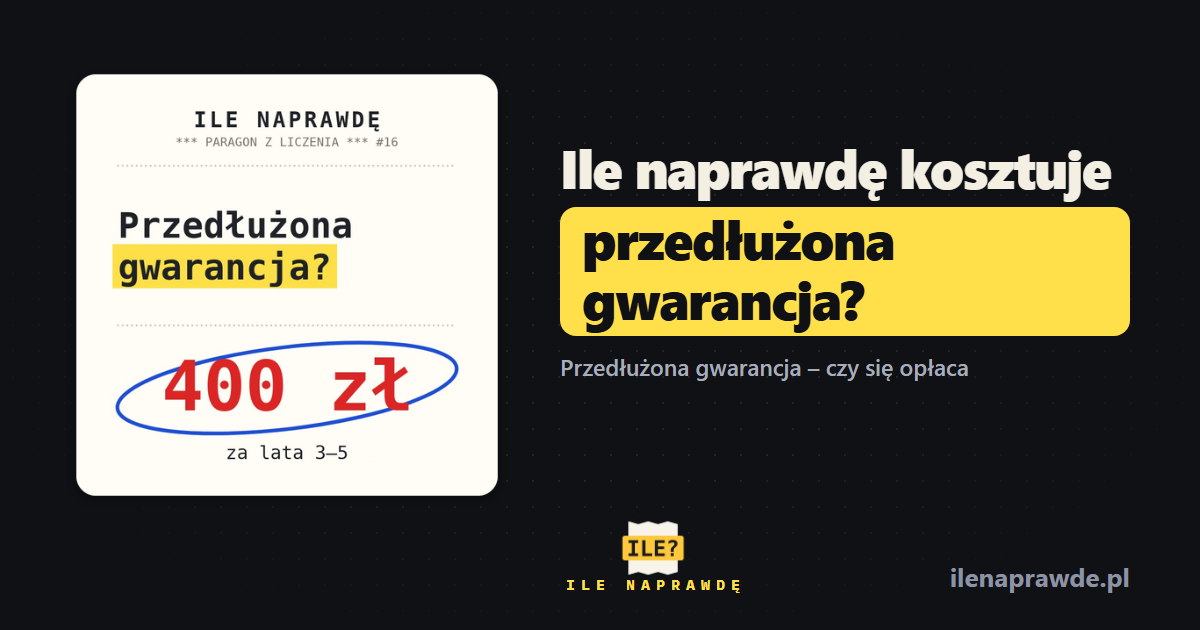 ILE NAPRAWDĘ
*** PARAGON Z LICZENIA *** #16
Przedłużona
gwarancja?
400 zł
za lata 3–5
Ile naprawdę kosztuje
przedłużona
gwarancja?
Przedłużona gwarancja – czy się opłaca
ILE?
ILE NAPRAWDĘ
ilenaprawde.pl